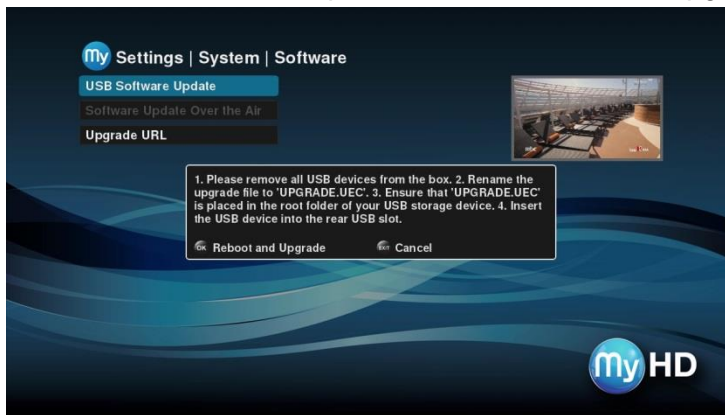 my Settings | System | Software
USB Software Update
Software Update Over the Air
Upgrade URL
1. Please remove all USB devices from the box. 2. Rename the
upgrade file to 'UPGRADE.UEC'. 3. Ensure that 'UPGRADE.UEC'
is placed in the root folder of your USB storage device. 4. Insert
the USB device into the rear USB slot.
OK Reboot and Upgrade EXIT Cancel
my HD